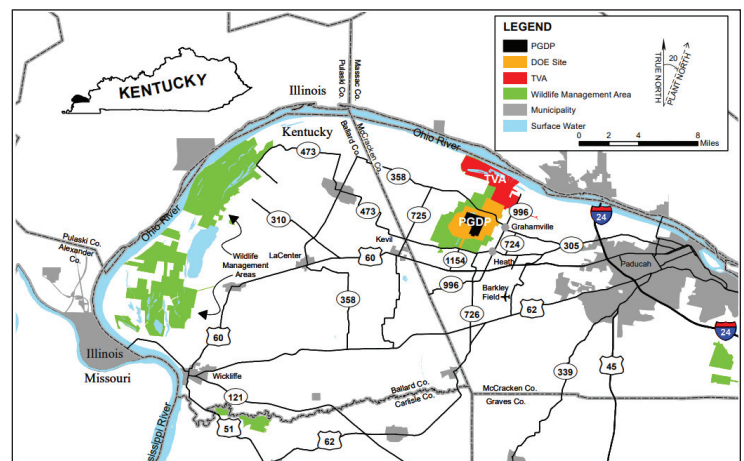 LEGEND
PGDP
DOE Site
TVA
Wildlife Management Area
Municipality
Surface Water
TRUE NORTH
20
PLANT NORTH
0 2 4 8
Miles
KENTUCKY
Illinois
Pulaski Co.
Massac Co.
Kentucky
Ballard Co.
McCracken Co.
Ohio River
473
358
TVA
PGDP
996
Grahamville
24
310
473
725
724
305
Ohio River
Pulaski Co.
Alexander
Co.
Wildlife
Management
Areas
LaCenter
Kevil
60
1154
Heath
Paducah
996
Barkley
Field
358
726
62
60
24
Illinois
Missouri
Wickliffe
339
45
Ballard Co.
Carlisle Co.
McCracken Co.
Graves Co.
121
51
62
sissippi River